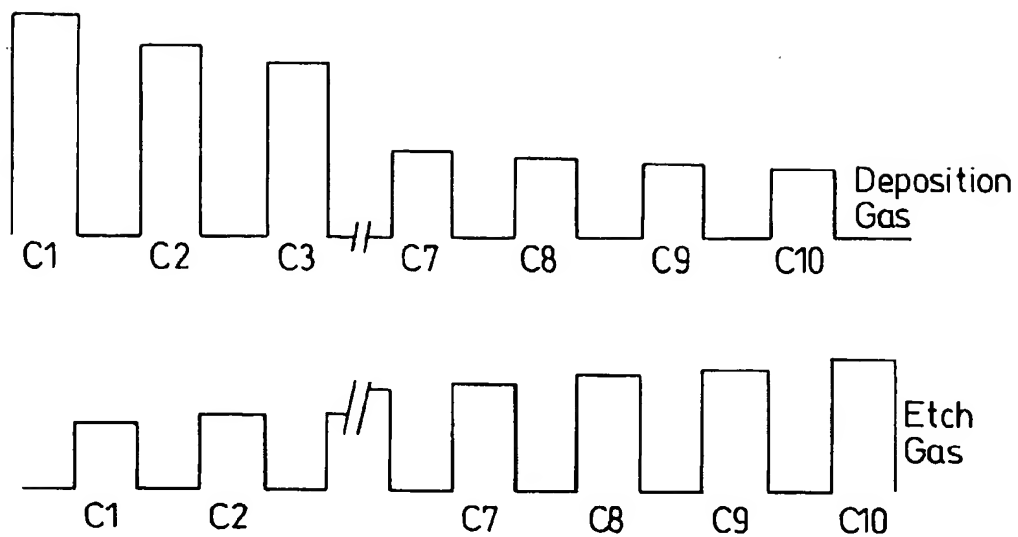 Deposition
Gas
C1 C2 C3 C7 C8 C9 C10
Etch
Gas
C1 C2 C7 C8 C9 C10